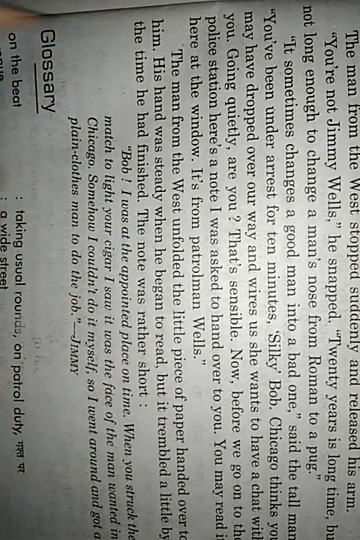 The man from the West stopped suddenly and released his arm.
"You're not Jimmy Wells," he snapped. "Twenty years is long time, bu
not long enough to change a man's nose from Roman to a pug."
"It sometimes changes a good man into a bad one," said the tall man
"You've been under arrest for ten minutes, 'Silky' Bob. Chicago thinks you
may have dropped over our way and wires us she wants to have a chat with
you. Going quietly, are you ? That's sensible. Now, before we go on to the
police station here's a note I was asked to hand over to you. You may read it
here at the window. It's from patrolman Wells."
The man from the West unfolded the little piece of paper handed over to
him. His hand was steady when he began to read, but it trembled a little by
the time he had finished. The note was rather short :
"Bob ! I was at the appointed place on time. When you struck the
match to light your cigar I saw it was the face of the man wanted in
Chicago. Somehow I couldn't do it myself, so I went around and got a
plain-clothes man to do the job."—JIMMY
Glossary
on the beat : taking usual rounds, on patrol duty, गश्त पर
: a wide street